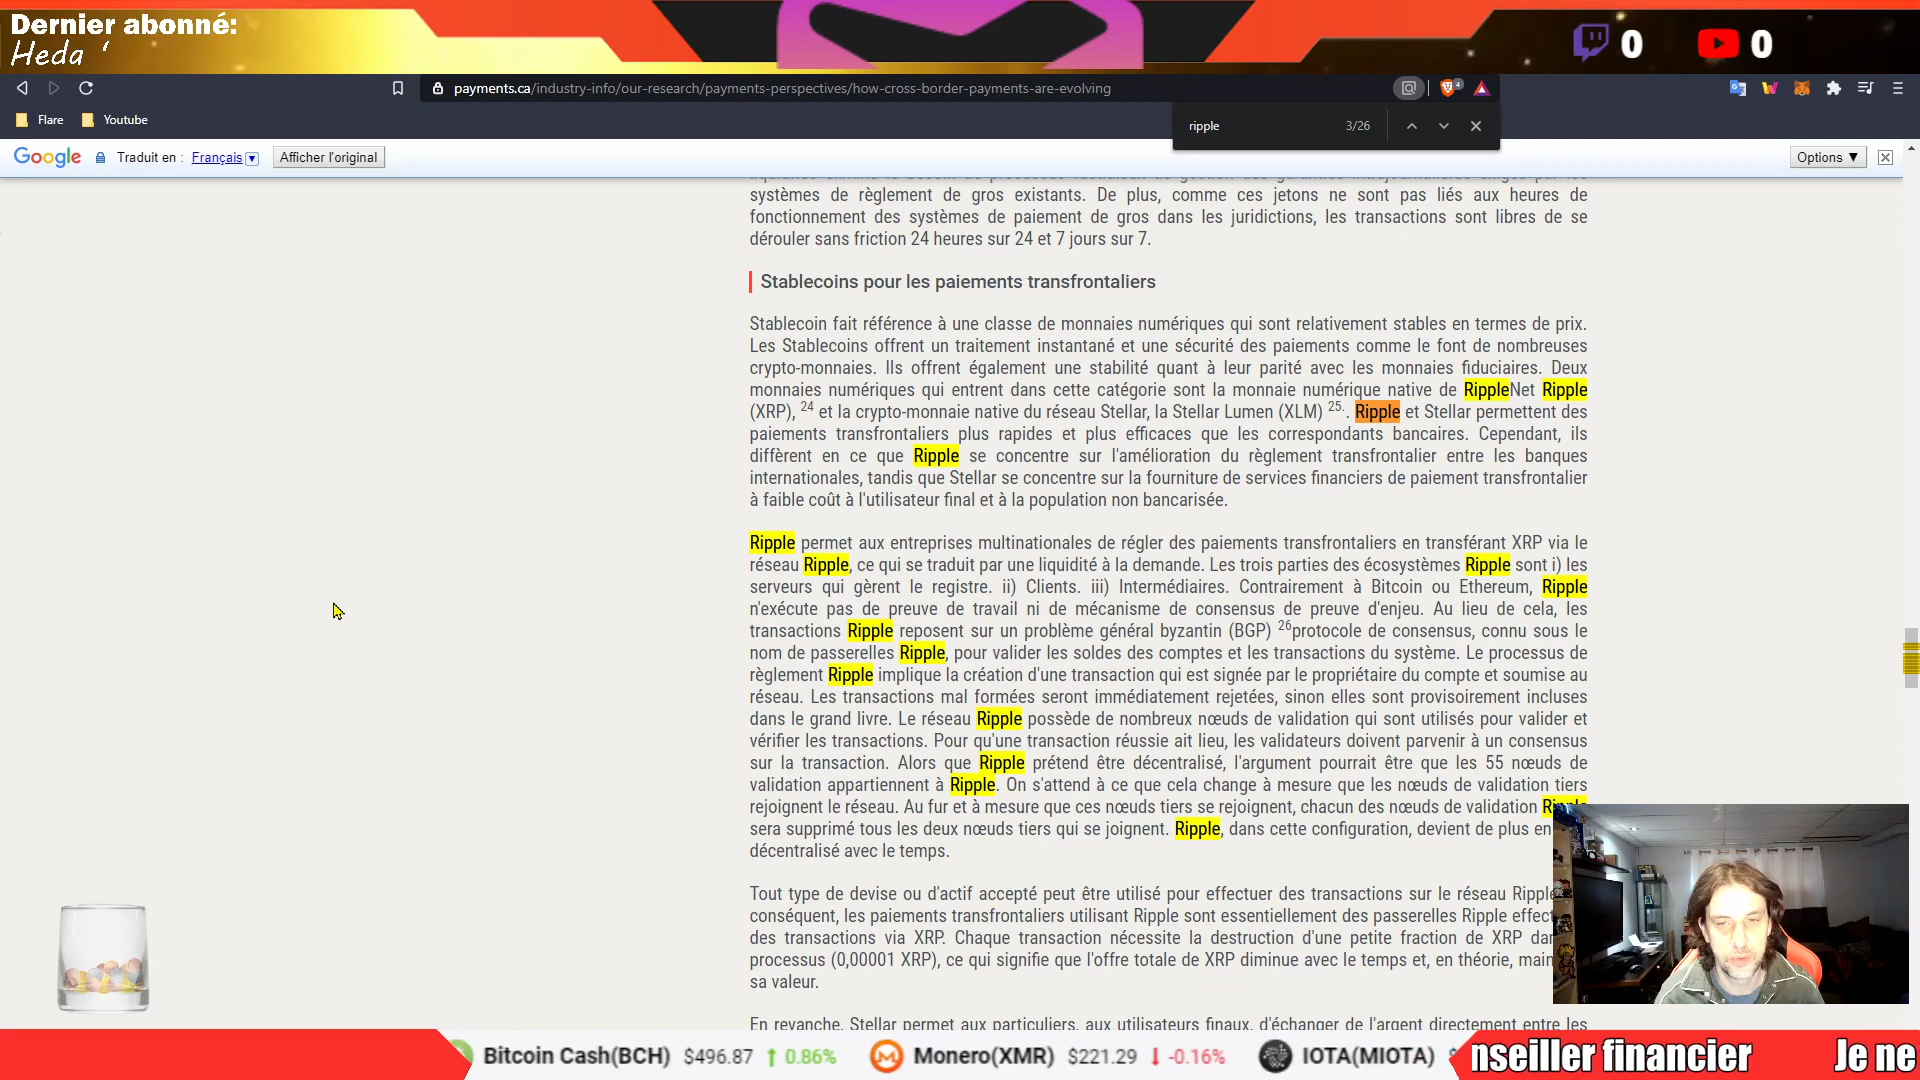 Dernier abonné:
Heda ‘
0
0
payments.ca/industry-info/our-research/payments-perspectives/how-cross-border-payments-are-evolving
4
Flare
Youtube
ripple
3/26
Google
Traduit en :
Français
Afficher l'original
Options ▼
systèmes de règlement de gros existants. De plus, comme ces jetons ne sont pas liés aux heures de
fonctionnement des systèmes de paiement de gros dans les juridictions, les transactions sont libres de se
dérouler sans friction 24 heures sur 24 et 7 jours sur 7.
Stablecoins pour les paiements transfrontaliers
Stablecoin fait référence à une classe de monnaies numériques qui sont relativement stables en termes de prix.
Les Stablecoins offrent un traitement instantané et une sécurité des paiements comme le font de nombreuses
crypto-monnaies. Ils offrent également une stabilité quant à leur parité avec les monnaies fiduciaires. Deux
monnaies numériques qui entrent dans cette catégorie sont la monnaie numérique native de RippleNet Ripple
(XRP), 24 et la crypto-monnaie native du réseau Stellar, la Stellar Lumen (XLM) 25. . Ripple et Stellar permettent des
paiements transfrontaliers plus rapides et plus efficaces que les correspondants bancaires. Cependant, ils
diffèrent en ce que Ripple se concentre sur l'amélioration du règlement transfrontalier entre les banques
internationales, tandis que Stellar se concentre sur la fourniture de services financiers de paiement transfrontalier
à faible coût à l'utilisateur final et à la population non bancarisée.
Ripple permet aux entreprises multinationales de régler des paiements transfrontaliers en transférant XRP via le
réseau Ripple, ce qui se traduit par une liquidité à la demande. Les trois parties des écosystèmes Ripple sont i) les
serveurs qui gèrent le registre. ii) Clients. iii) Intermédiaires. Contrairement à Bitcoin ou Ethereum, Ripple
n'exécute pas de preuve de travail ni de mécanisme de consensus de preuve d'enjeu. Au lieu de cela, les
transactions Ripple reposent sur un problème général byzantin (BGP) 26protocole de consensus, connu sous le
nom de passerelles Ripple, pour valider les soldes des comptes et les transactions du système. Le processus de
règlement Ripple implique la création d'une transaction qui est signée par le propriétaire du compte et soumise au
réseau. Les transactions mal formées seront immédiatement rejetées, sinon elles sont provisoirement incluses
dans le grand livre. Le réseau Ripple possède de nombreux nœuds de validation qui sont utilisés pour valider et
vérifier les transactions. Pour qu'une transaction réussie ait lieu, les validateurs doivent parvenir à un consensus
sur la transaction. Alors que Ripple prétend être décentralisé, l'argument pourrait être que les 55 nœuds de
validation appartiennent à Ripple. On s'attend à ce que cela change à mesure que les nœuds de validation tiers
rejoignent le réseau. Au fur et à mesure que ces nœuds tiers se rejoignent, chacun des nœuds de validation
sera supprimé tous les deux nœuds tiers qui se joignent. Ripple, dans cette configuration, devient de plus en
décentralisé avec le temps.
Tout type de devise ou d'actif accepté peut être utilisé pour effectuer des transactions sur le réseau Ripple
conséquent, les paiements transfrontaliers utilisant Ripple sont essentiellement des passerelles Ripple effect
des transactions via XRP. Chaque transaction nécessite la destruction d'une petite fraction de XRP dan
processus (0,00001 XRP), ce qui signifie que l'offre totale de XRP diminue avec le temps et, en théorie, main
sa valeur.
En revanche, Stellar permet aux particuliers, aux utilisateurs finaux, d'échanger de l'argent directement entre les
Bitcoin Cash(BCH) $496.87 ↑ 0.86% Monero(XMR) $221.29 ↓ -0.16% IOTA(MIOTA)
nseiller financier Je ne